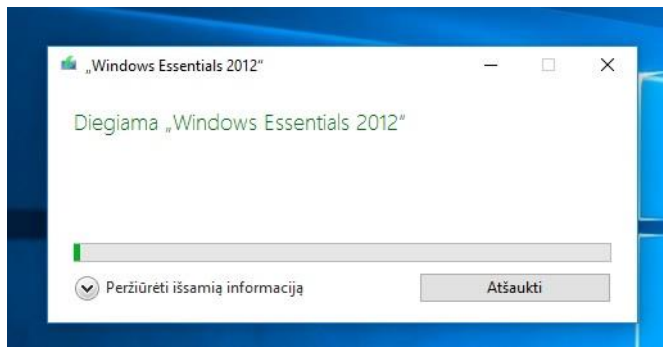 „Windows Essentials 2012“
Diegiama „Windows Essentials 2012“
Peržiūrėti išsamią informaciją
Atšaukti